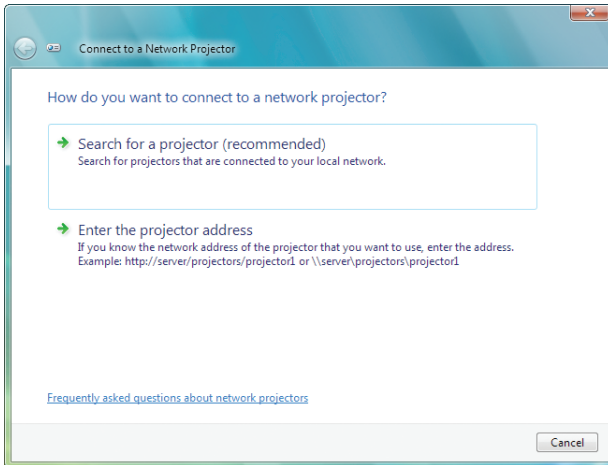 Connect to a Network Projector
How do you want to connect to a network projector?
Search for a projector (recommended)
Search for projectors that are connected to your local network.
Enter the projector address
If you know the network address of the projector that you want to use, enter the address.
Example: http://server/projectors/projector1 or \\server\projectors\projector1
Frequently asked questions about network projectors
Cancel